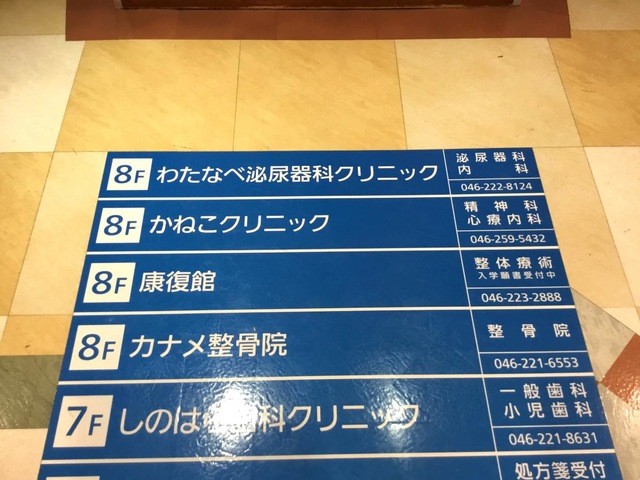 8F わたなべ泌尿器科クリニック 泌尿器科
内科
046-222-8124
8F かねこクリニック 精神科
心療内科
046-259-5432
8F 康復館 整体療術
入学願書受付中
046-223-2888
8F カナメ整骨院 整骨院
046-221-6553
7F しのは 科クリニック 一般歯科
小児歯科
046-221-8631
処方箋受付